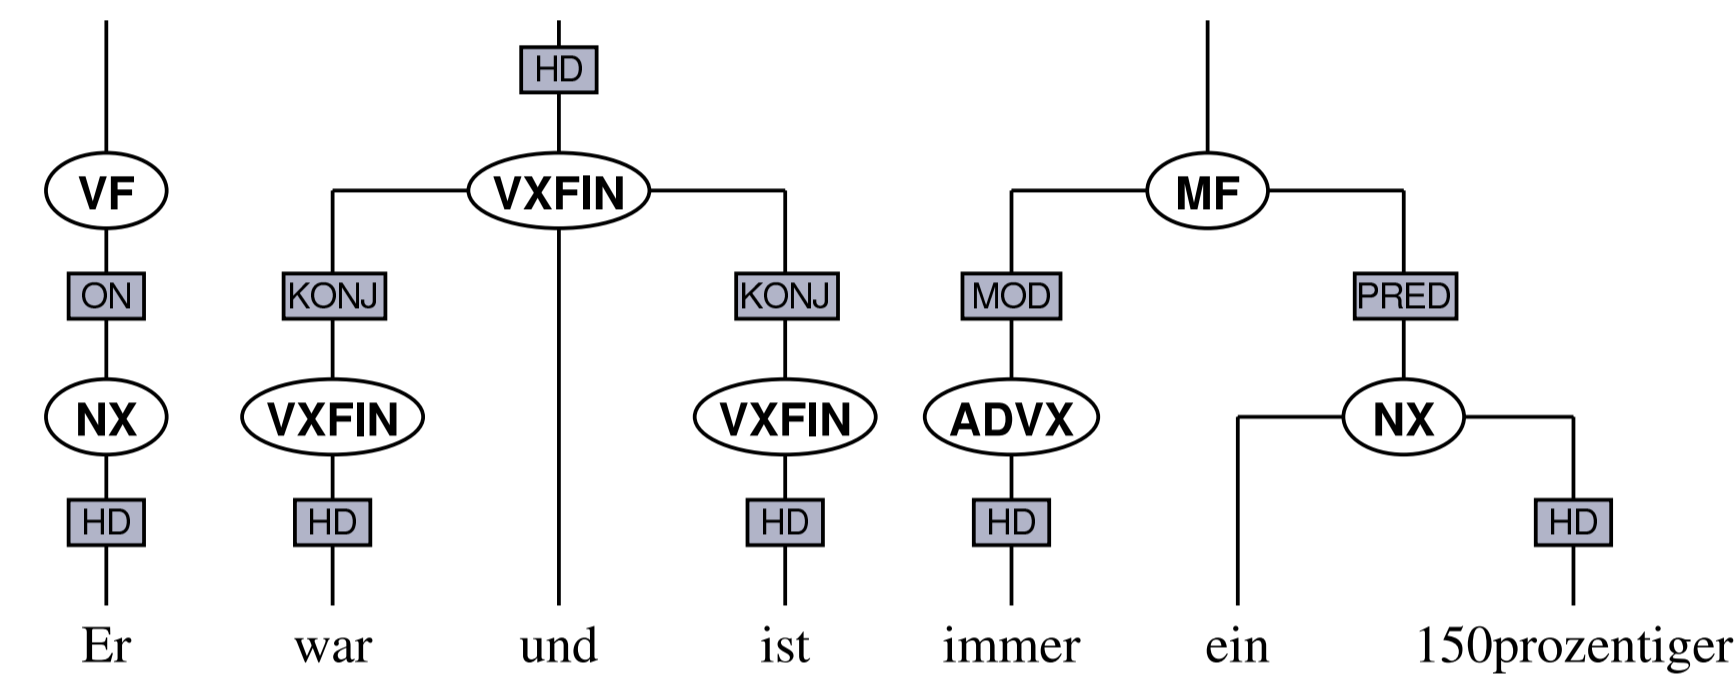 HD
VF VXFIN MF
ON KONJ KONJ MOD PRED
NX VXFIN VXFIN ADVX NX
HD HD HD HD HD
Er war und ist immer ein 150prozentiger